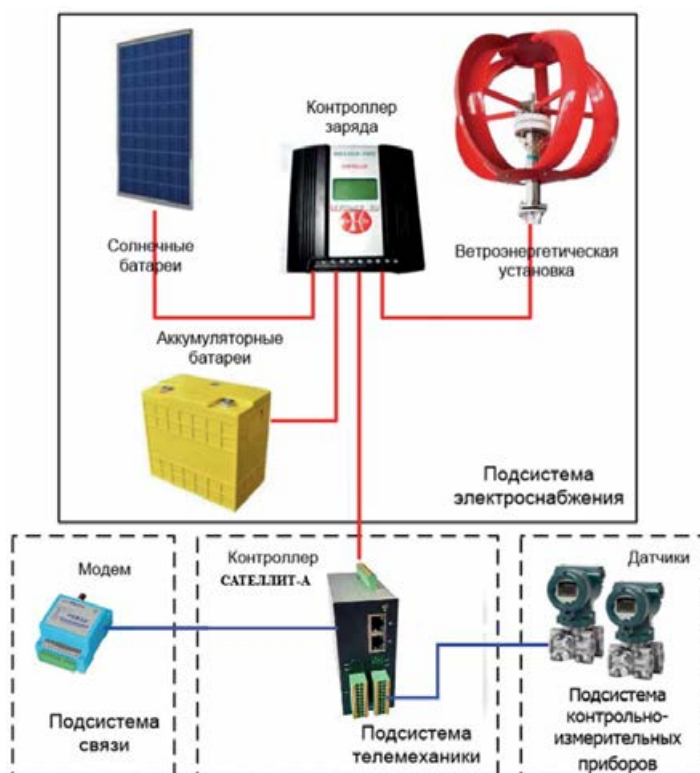 Контроллер
заряда
Солнечные
батареи
Ветроэнергетическая
установка
Аккумуляторные
батареи
Подсистема
электроснабжения
Модем
Контроллер
САТЕЛЛИТ-А
Датчики
Подсистема
связи
Подсистема
телемеханики
Подсистема
контрольно-
измерительных
приборов